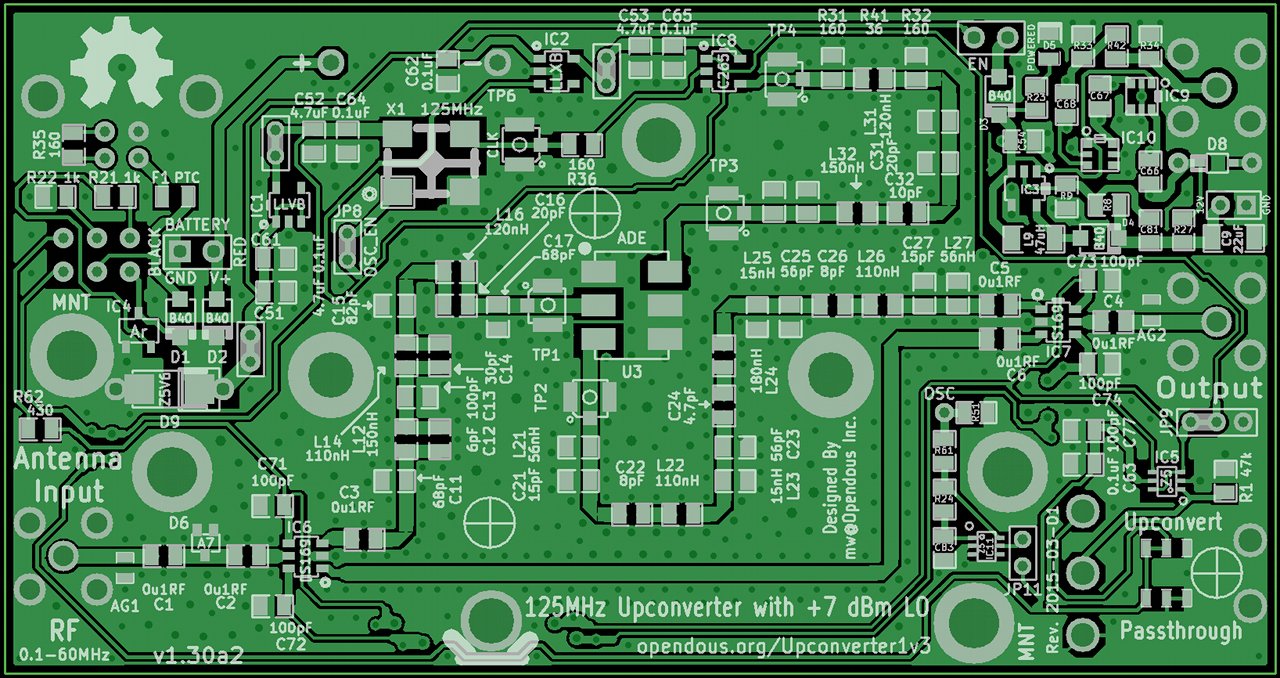 C53 C65
4.7uF 0.1uF
TP4
R31 R41 R32
160 36 160
IC2
LLXB
IC8
C265
EN
POWERED
D5
R33
R42
R34
C62
0.1uF
TP6
B40
D3
R23
C68
C67
IC9
C52 C64
4.7uF 0.1uF
X1 125MHz
CLK
160
R36
L31
120nH
C31
220pF
C54
IC10
D8
R35
160
TP3
L32
150nH
C32
10pF
C66
IC3
R9
R22 1k R21 1k F1 PTC
IC1
LLVB
JP8
OSC_EN
L16
120nH
C16
20pF
C17
68pF
ADE
R8
D4
12V
GND
BATTERY
BLACK
RED
GND V+
C61
4.7uF 0.1uF
C51
L9
47uH
B40
C81
R27
C9
22uF
C73
100pF
MNT
IC4
Ar
B40 B40
D1 D2
C15
82pF
L25
15nH
C25
56pF
C26
8pF
L26
110nH
C27
15pF
L27
56nH
C5
0u1RF
C4
0u1RF
AG2
IC7
0u1RF
C6
100pF
C74
TP1
U3
30pF
C14
100pF
C13
6pF
C12
180nH
L24
Output
Z5V6
D9
R62
430
TP2
C24
4.7pF
OSC
R51
JP9
L14
110nH
L12
150nH
L21
56nH
C21
15pF
C22
8pF
L22
110nH
56pF
C23
15nH
L23
Designed By
mw@Opendous Inc.
R61
R24
C83
100pF
C77
0.1uF
C63
IC5
Z5
R1 47k
Antenna
Input
C71
100pF
68pF
C11
C3
0u1RF
D6
A7
IC6
Upconvert
IC11
JP11
0u1RF
C1
0u1RF
C2
AG1
100pF
C72
RF
0.1-60MHz
v1.30a2
125MHz Upconverter with +7 dBm LO
opendous.org/Upconverter1v3
MNT
Rev. 2015-03-01
Passthrough